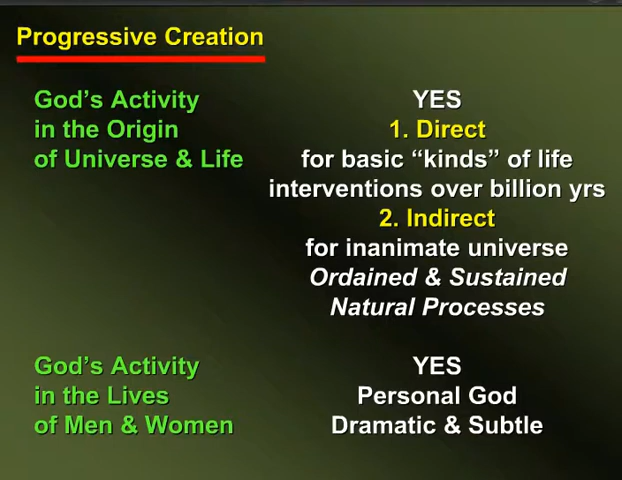 Progressive Creation
God's Activity
in the Origin
of Universe & Life
YES
1. Direct
for basic “kinds” of life
interventions over billion yrs
2. Indirect
for inanimate universe
Ordained & Sustained
Natural Processes
God's Activity
in the Lives
of Men & Women
YES
Personal God
Dramatic & Subtle